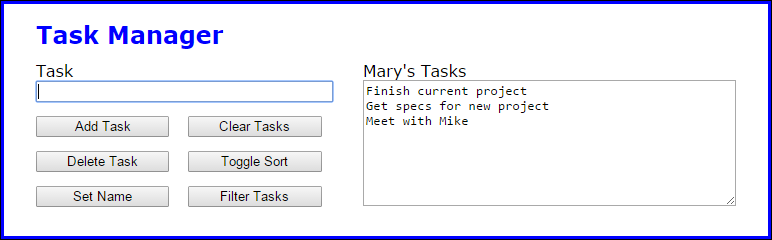 Task Manager
Task
Mary's Tasks
Finish current project
Get specs for new project
Meet with Mike
Add Task
Clear Tasks
Delete Task
Toggle Sort
Set Name
Filter Tasks